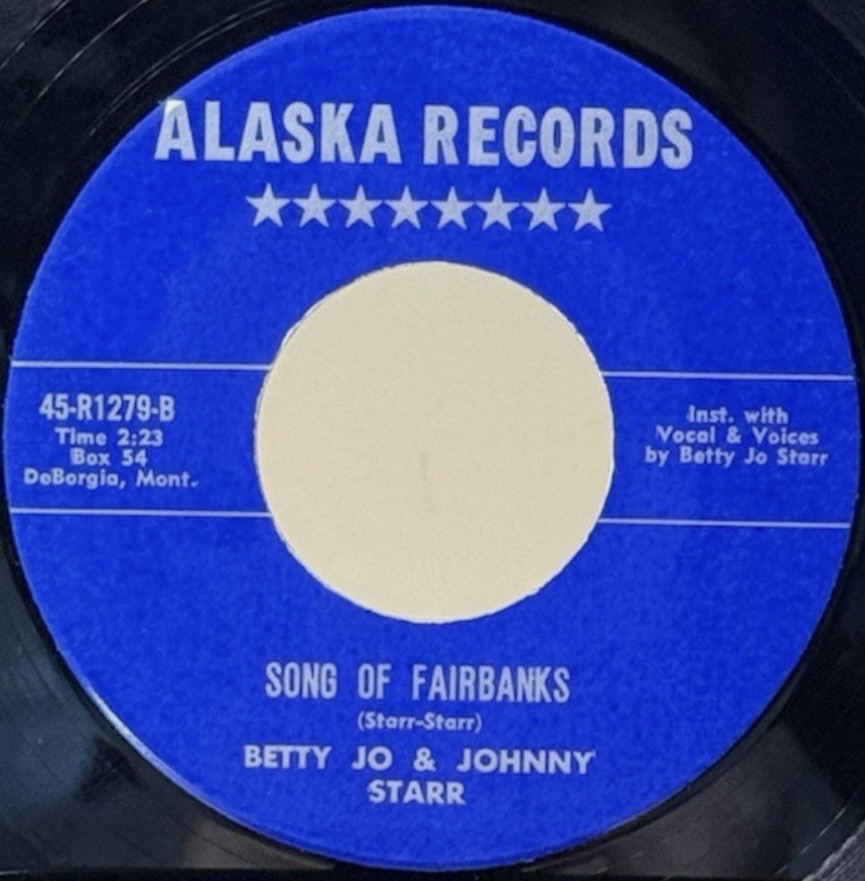 ALASKA RECORDS
45-R1279-B
Time 2:23
Box 54
DeBorgia, Mont.
Inst. with
Vocal & Voices
by Betty Jo Starr
SONG OF FAIRBANKS
(Starr-Starr)
BETTY JO & JOHNNY
STARR